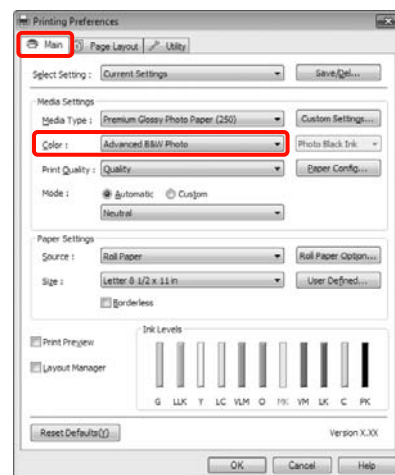 Printing Preferences
Main Page Layout Utility
Select Setting : Current Settings Save/Del...
Media Settings
Media Type : Premium Glossy Photo Paper (250) Custom Settings...
Color : Advanced B&W Photo Photo Black Ink
Print Quality : Quality Paper Config...
Mode : Automatic Custom
Neutral
Paper Settings
Source : Roll Paper Roll Paper Option...
Size : Letter 8 1/2 x 11 in User Defined...
Borderless
Ink Levels
Print Preview
Layout Manager
G LLK Y LC VLM O MK VM LK C PK
Reset Defaults(Y) Version X.XX
OK Cancel Help